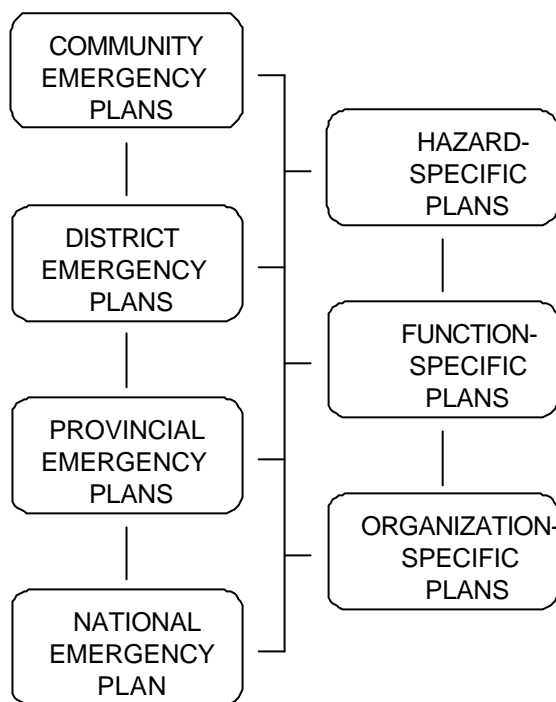 COMMUNITY
EMERGENCY
PLANS
DISTRICT
EMERGENCY
PLANS
PROVINCIAL
EMERGENCY
PLANS
NATIONAL
EMERGENCY
PLAN
HAZARD-
SPECIFIC
PLANS
FUNCTION-
SPECIFIC
PLANS
ORGANIZATION-
SPECIFIC
PLANS